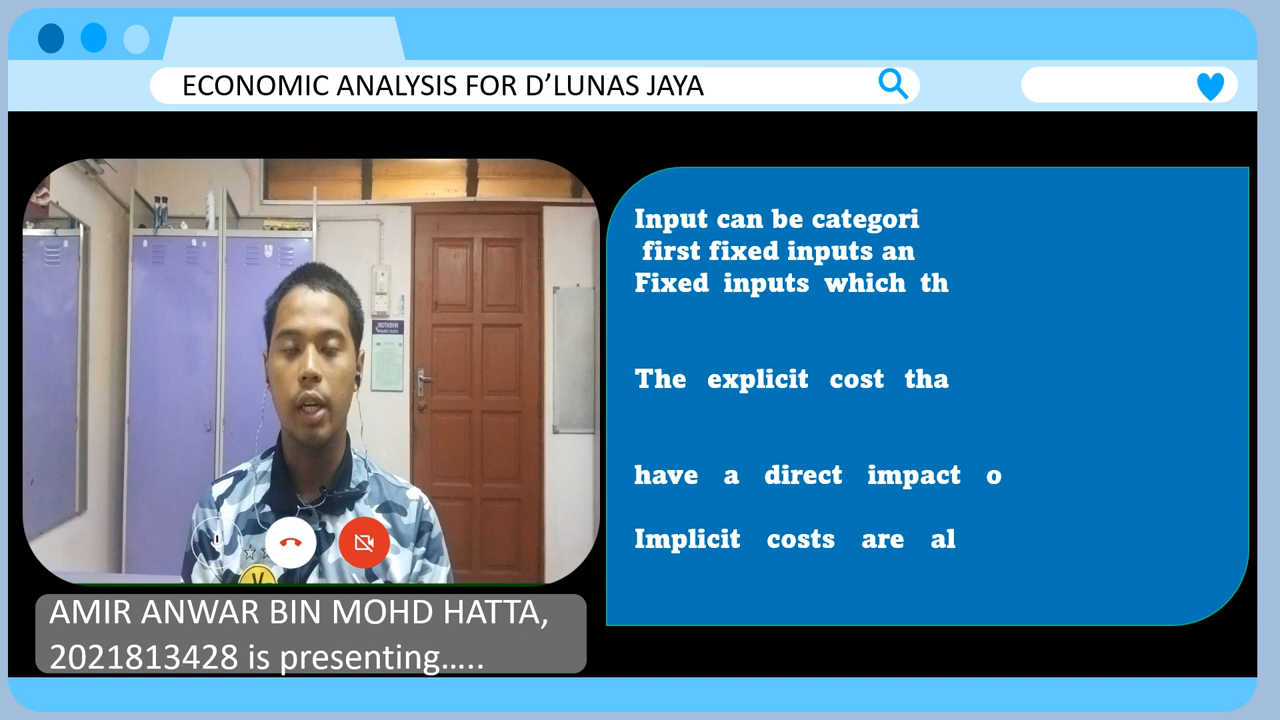 ECONOMIC ANALYSIS FOR D’LUNAS JAYA
Input can be categori
first fixed inputs an
Fixed inputs which th
The explicit cost tha
have a direct impact o
Implicit costs are al
AMIR ANWAR BIN MOHD HATTA,
2021813428 is presenting…..